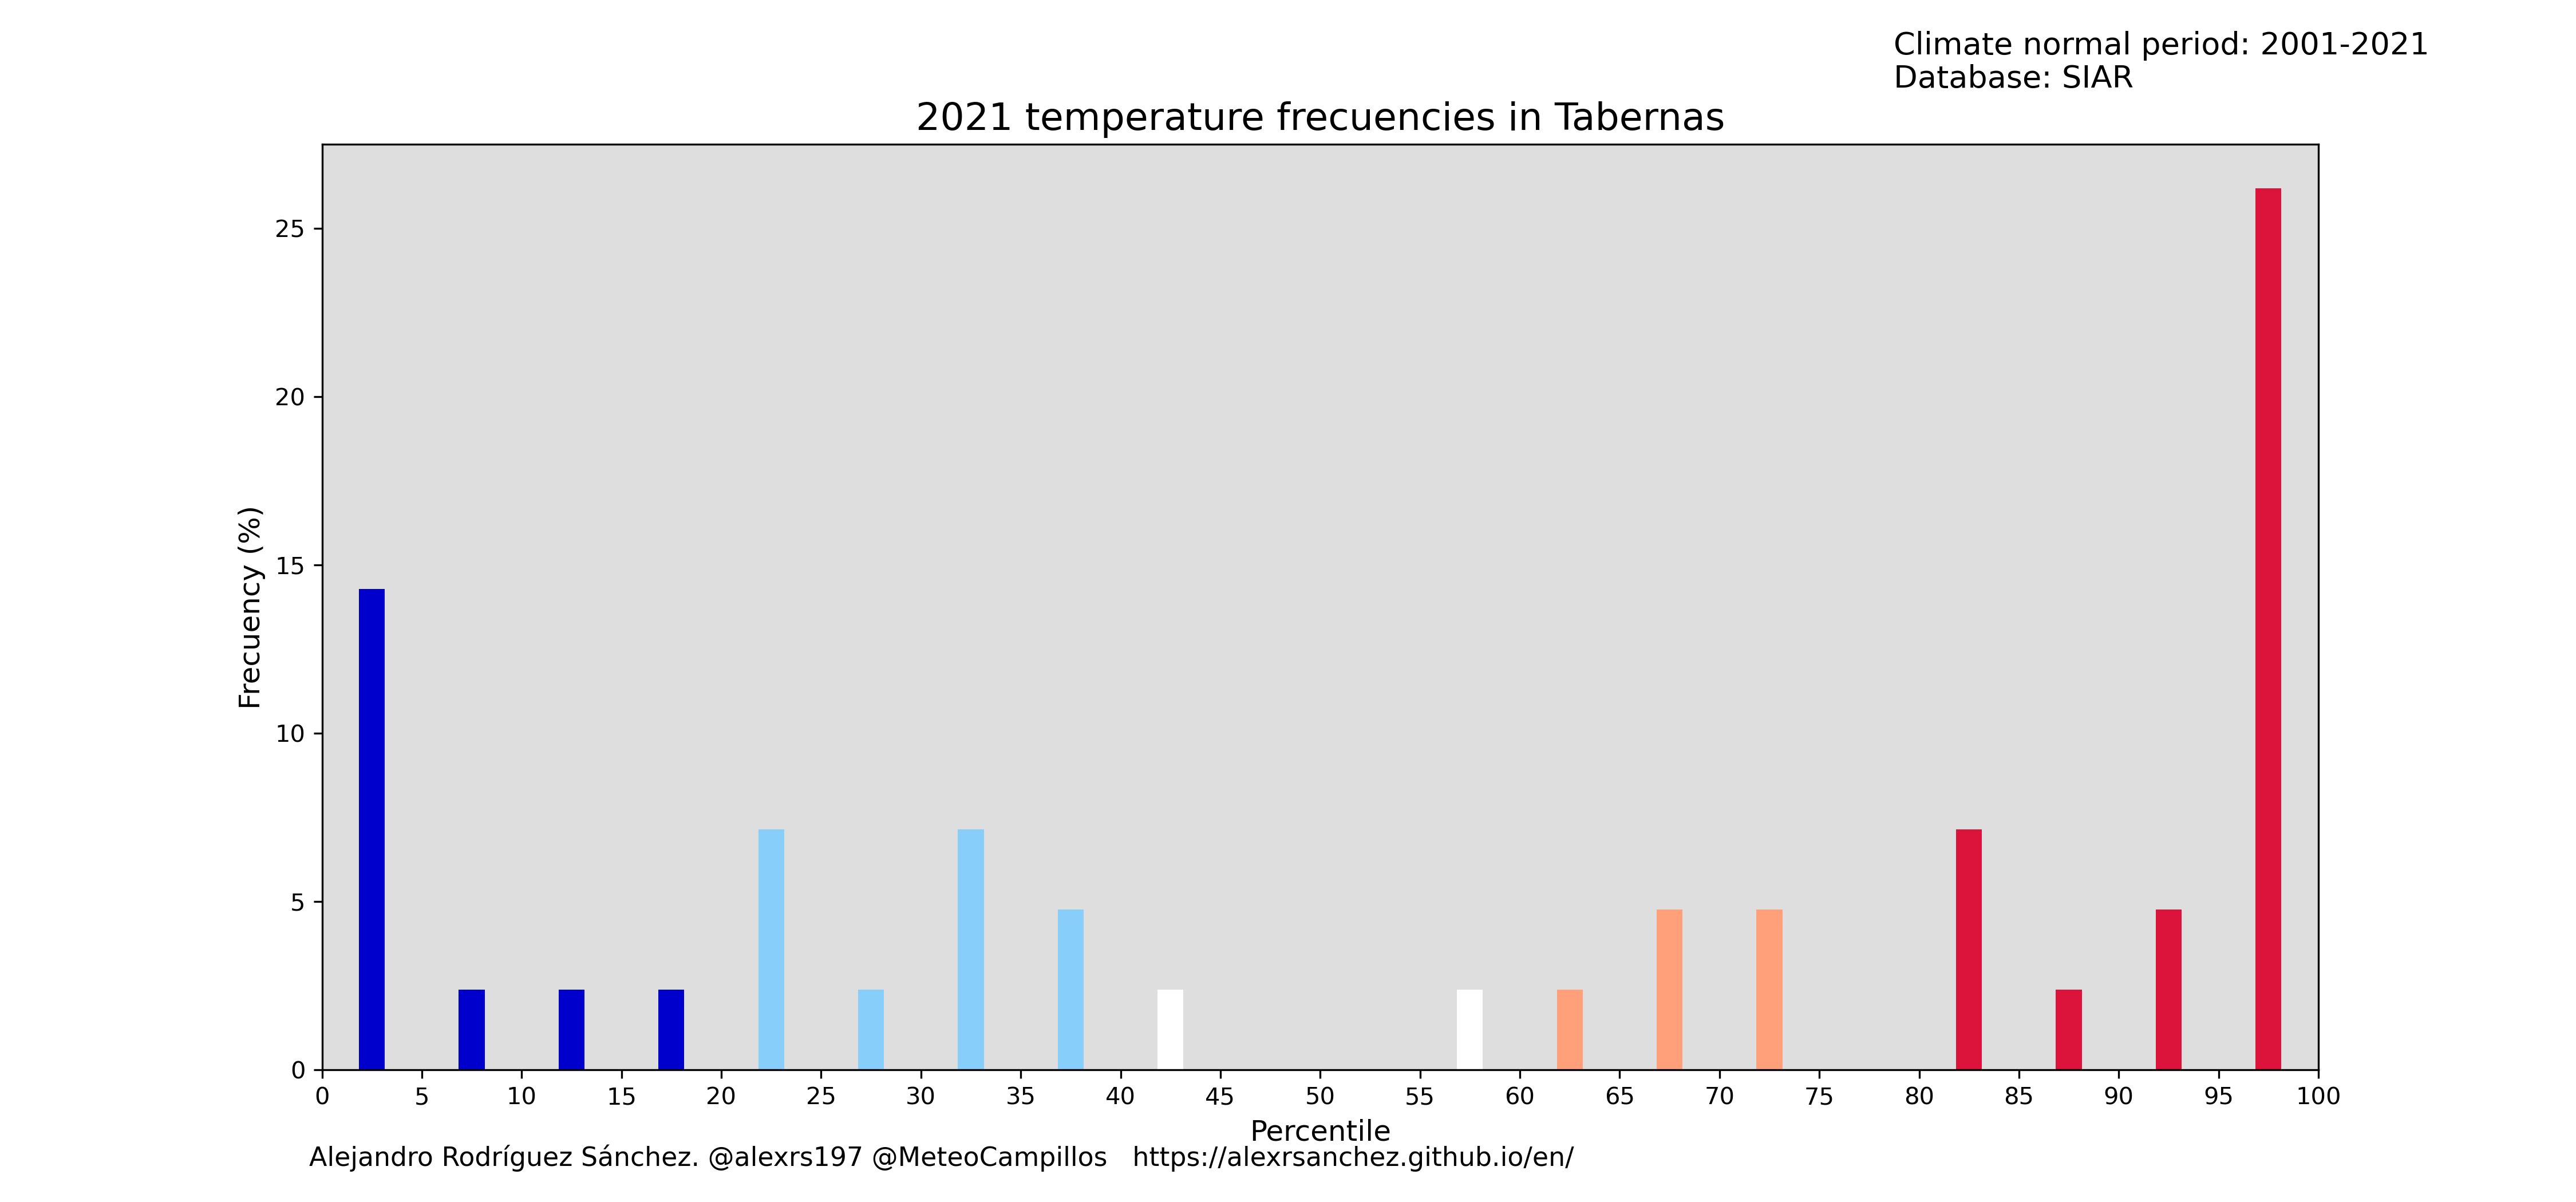 Climate normal period: 2001-2021
Database: SIAR
2021 temperature frecuencies in Tabernas
Frecuency (%)
25
20
15
10
5
0
0 5 10 15 20 25 30 35 40 45 50 55 60 65 70 75 80 85 90 95 100
Percentile
Alejandro Rodríguez Sánchez. @alexrs197 @MeteoCampillos https://alexrsanchez.github.io/en/